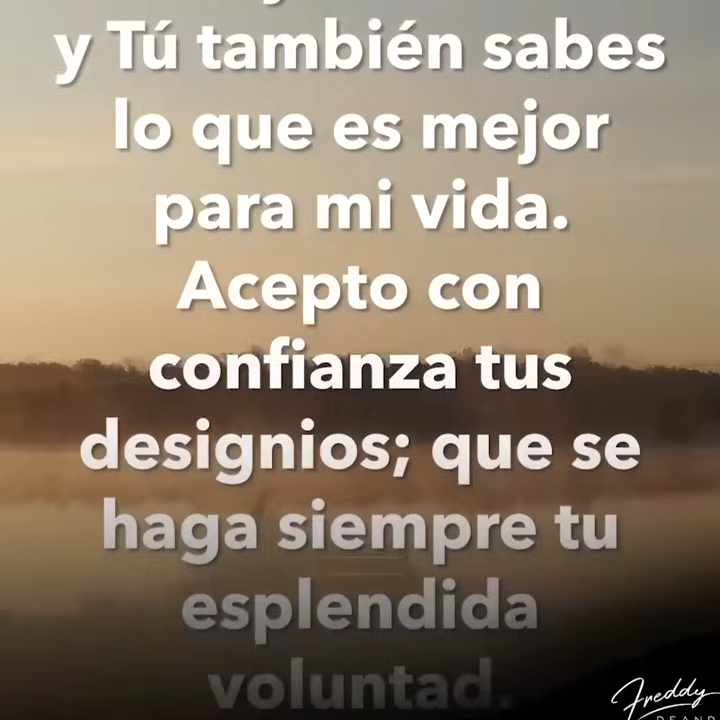 y Tú también sabes
lo que es mejor
para mi vida.
Acepto con
confianza tus
designios; que se
haga siempre tu
esplendida
voluntad.
Freddy